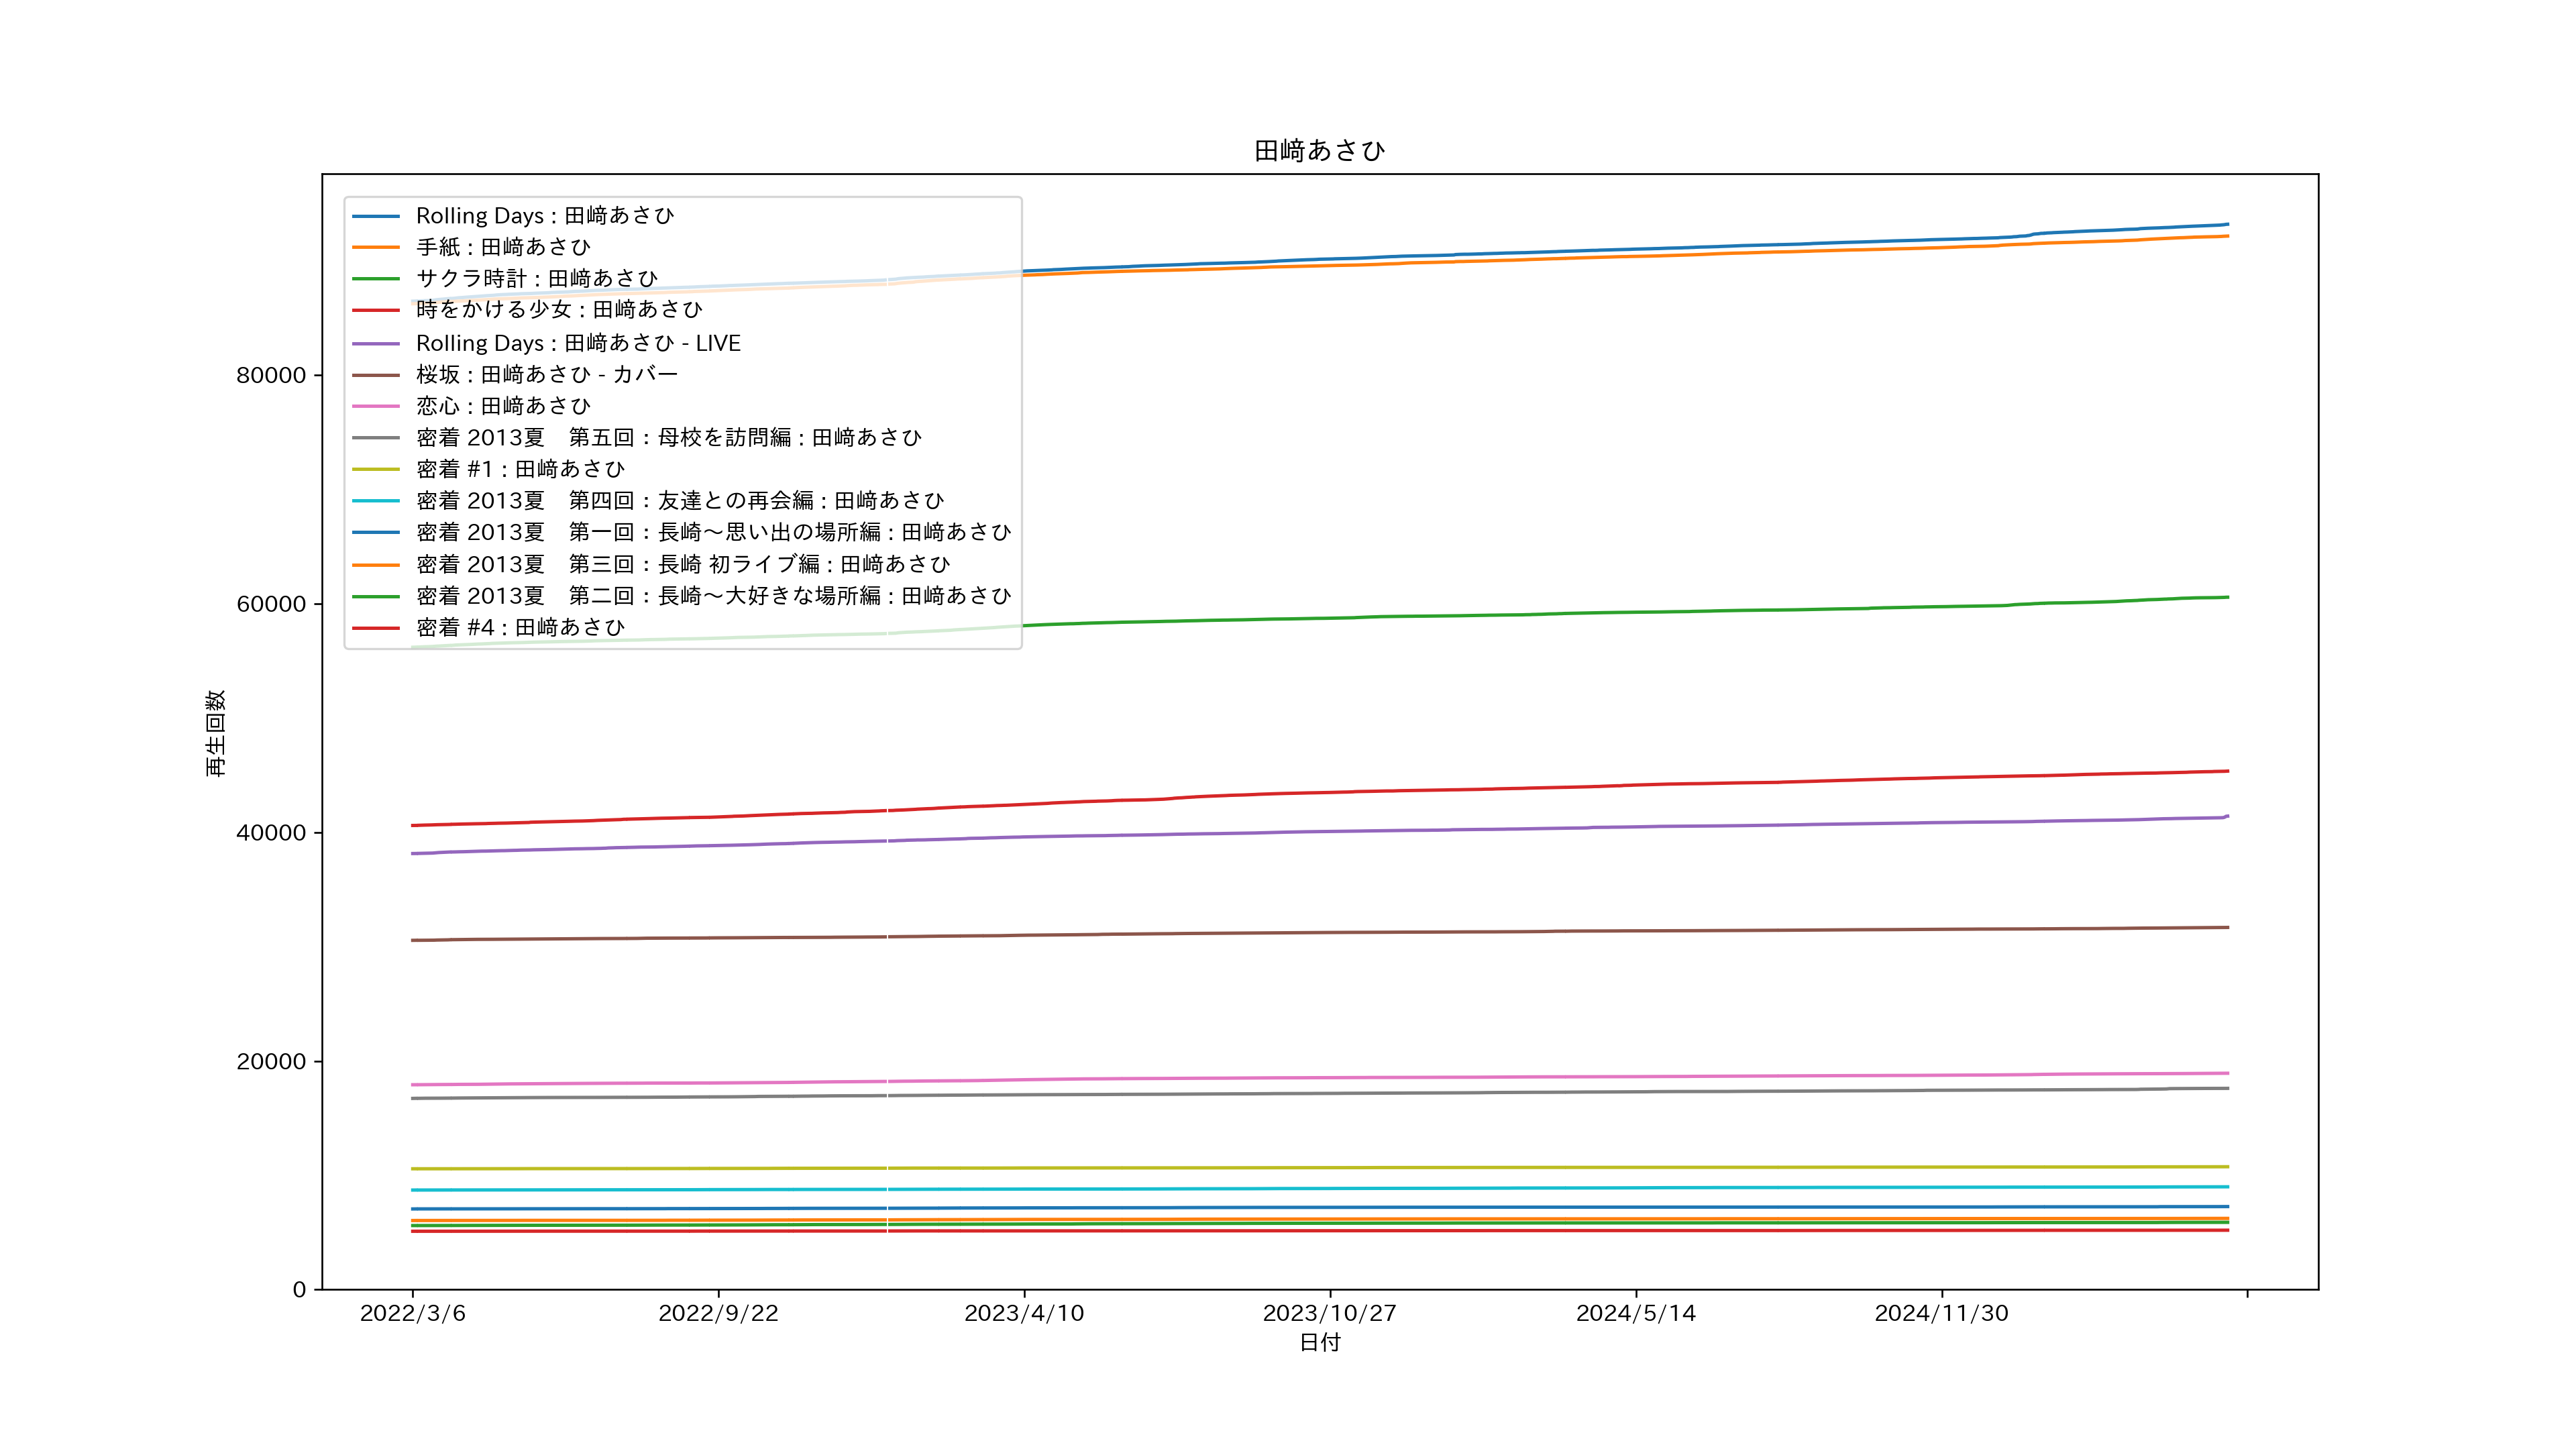 田﨑あさひ
Rolling Days : 田﨑あさひ
手紙 : 田﨑あさひ
サクラ時計 : 田﨑あさひ
時をかける少女 : 田﨑あさひ
Rolling Days : 田﨑あさひ - LIVE
桜坂 : 田﨑あさひ - カバー
恋心 : 田﨑あさひ
密着 2013夏　第五回：母校を訪問編 : 田﨑あさひ
密着 #1 : 田﨑あさひ
密着 2013夏　第四回：友達との再会編 : 田﨑あさひ
密着 2013夏　第一回：長崎～思い出の場所編 : 田﨑あさひ
密着 2013夏　第三回：長崎 初ライブ編 : 田﨑あさひ
密着 2013夏　第二回：長崎～大好きな場所編 : 田﨑あさひ
密着 #4 : 田﨑あさひ
再生回数
80000
60000
40000
20000
0
2022/3/6
2022/9/22
2023/4/10
2023/10/27
2024/5/14
2024/11/30
日付